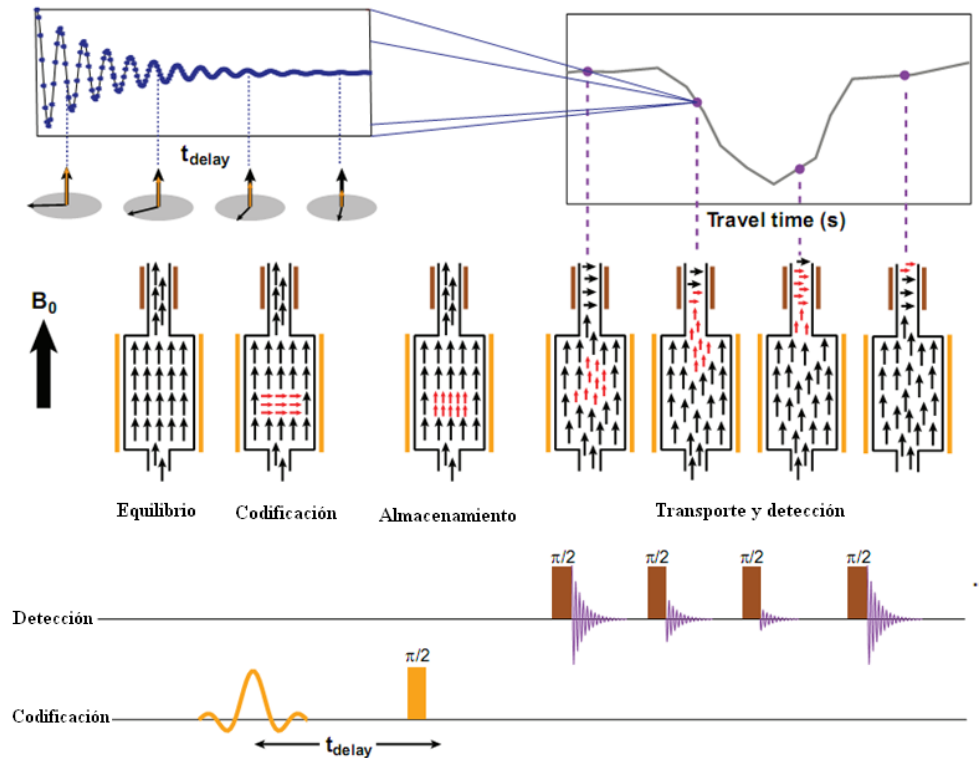 t_delay
Travel time (s)
B_0
Equilibrio
Codificación
Almacenamiento
Transporte y detección
π/2
π/2
π/2
π/2
Detección
π/2
Codificación
t_delay